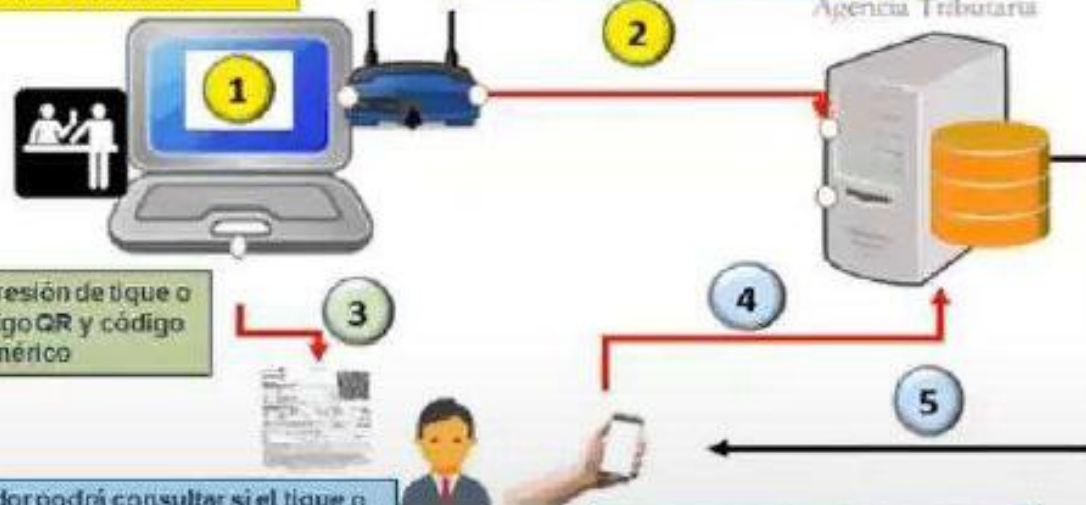 Agencia Tributaria
1
2
resión de tique o
igo QR y código
mérico
3
4
5
dor podrá consultar si el tique o